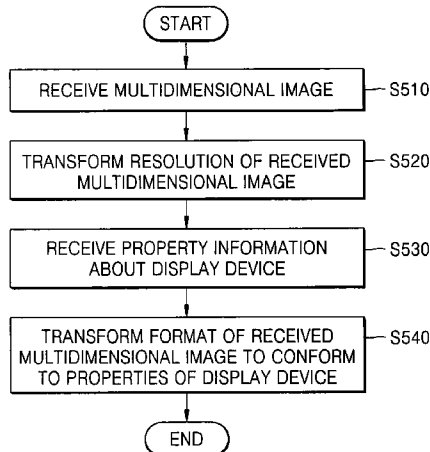 START
RECEIVE MULTIDIMENSIONAL IMAGE
S510
TRANSFORM RESOLUTION OF RECEIVED
MULTIDIMENSIONAL IMAGE
S520
RECEIVE PROPERTY INFORMATION
ABOUT DISPLAY DEVICE
S530
TRANSFORM FORMAT OF RECEIVED
MULTIDIMENSIONAL IMAGE TO CONFORM
TO PROPERTIES OF DISPLAY DEVICE
S540
END